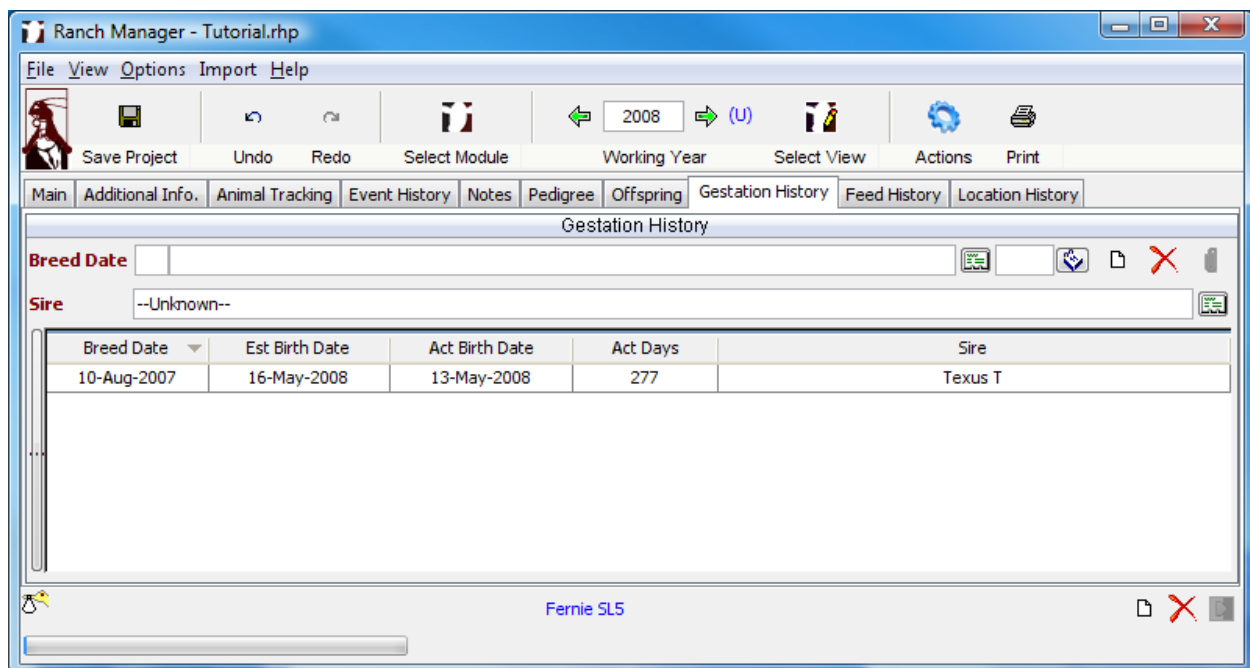 Ranch Manager - Tutorial.rhp
File View Options Import Help
2008 (U)
Save Project Undo Redo Select Module Working Year Select View Actions Print
Main Additional Info. Animal Tracking Event History Notes Pedigree Offspring Gestation History Feed History Location History
Gestation History
Breed Date
Sire --Unknown--
Breed Date Est Birth Date Act Birth Date Act Days Sire
10-Aug-2007 16-May-2008 13-May-2008 277 Texus T
Fernie SL5